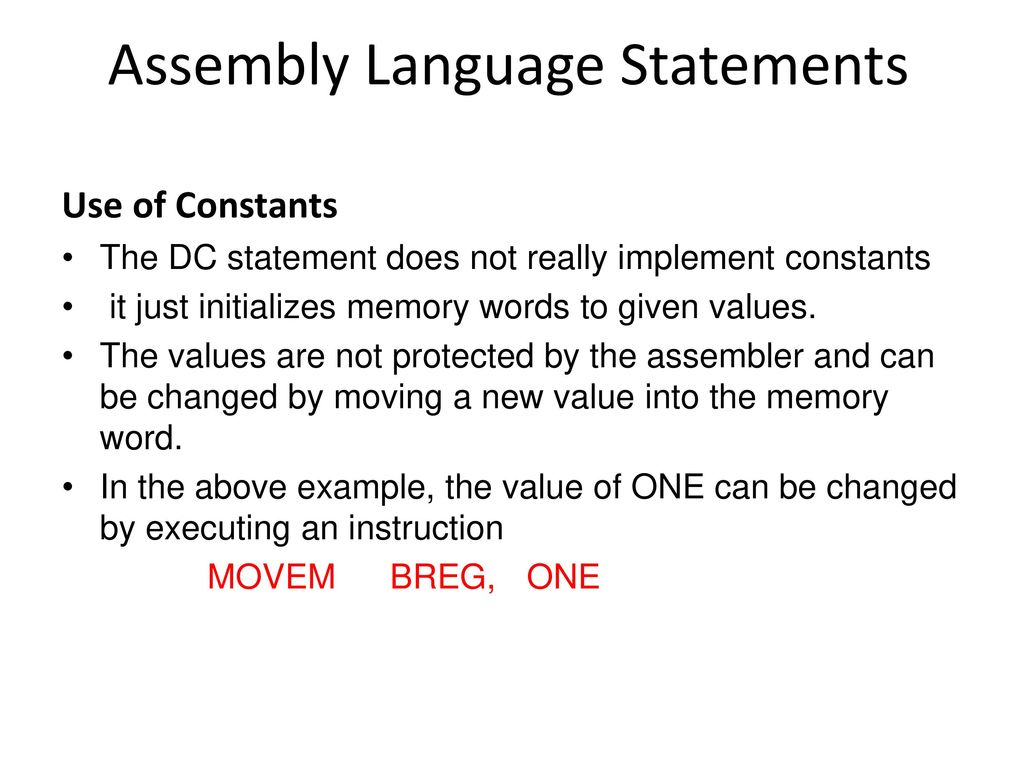 Assembly Language Statements
Use of Constants
• The DC statement does not really implement constants
• it just initializes memory words to given values.
• The values are not protected by the assembler and can
be changed by moving a new value into the memory
word.
• In the above example, the value of ONE can be changed
by executing an instruction
MOVEM BREG, ONE